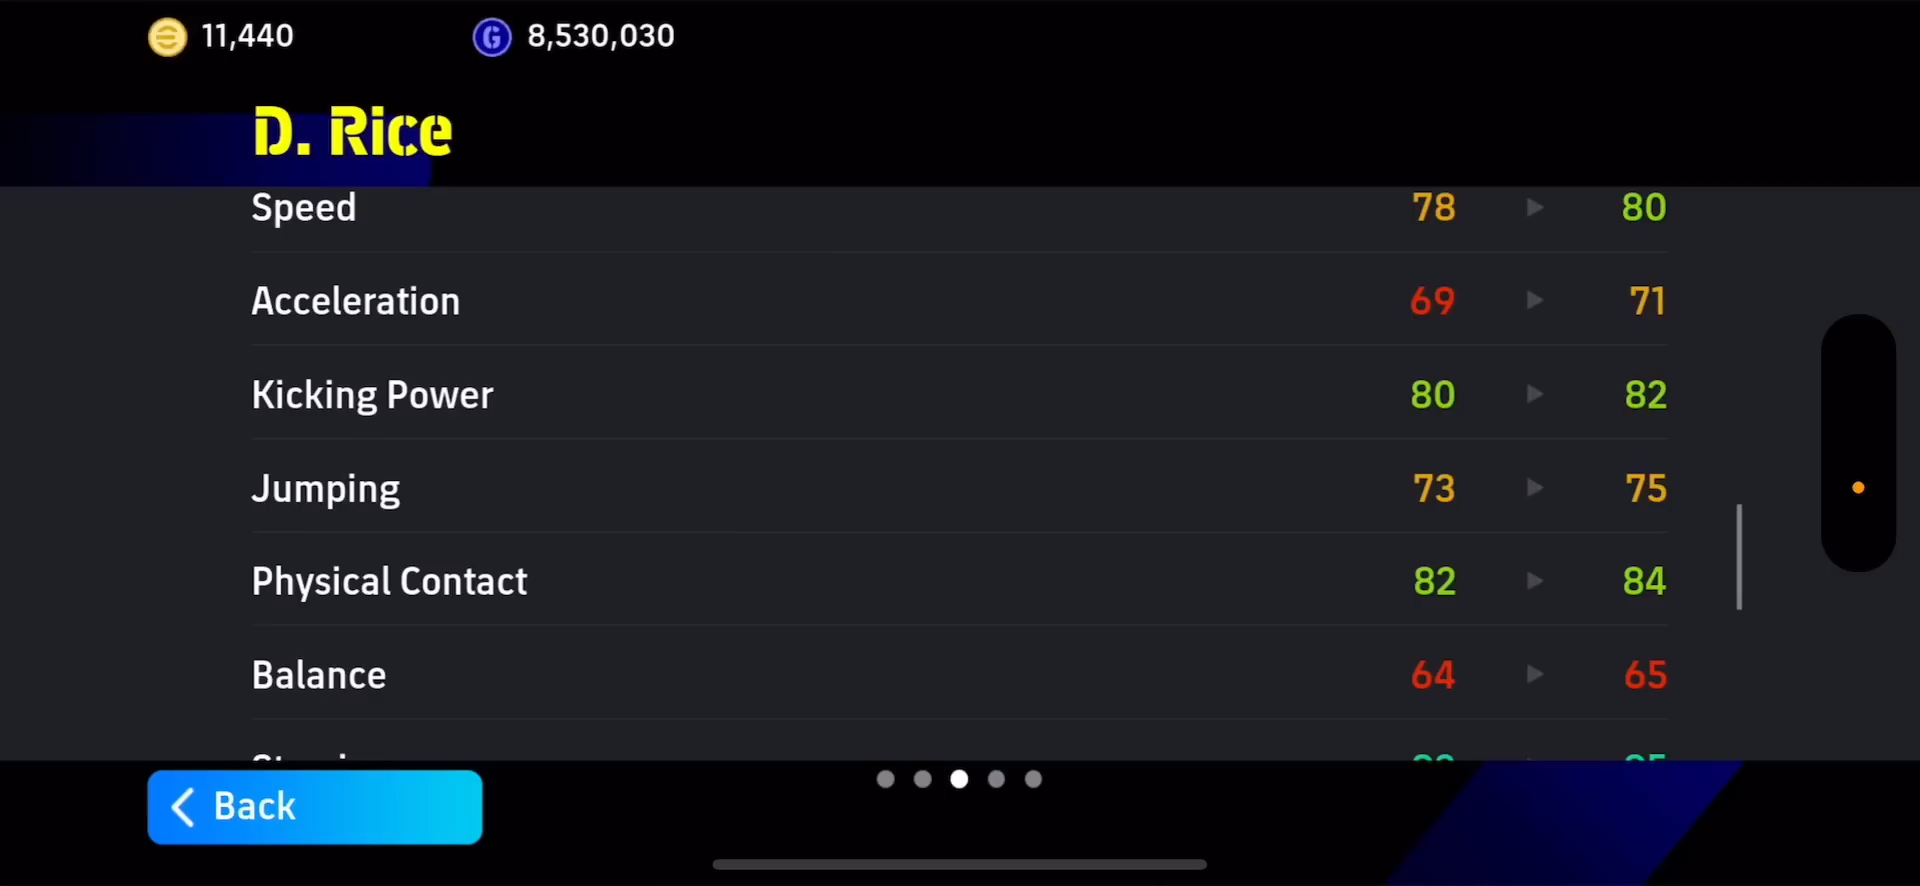 11,440 8,530,030
D. Rice
Speed 78 80
Acceleration 69 71
Kicking Power 80 82
Jumping 73 75
Physical Contact 82 84
Balance 64 65
Back